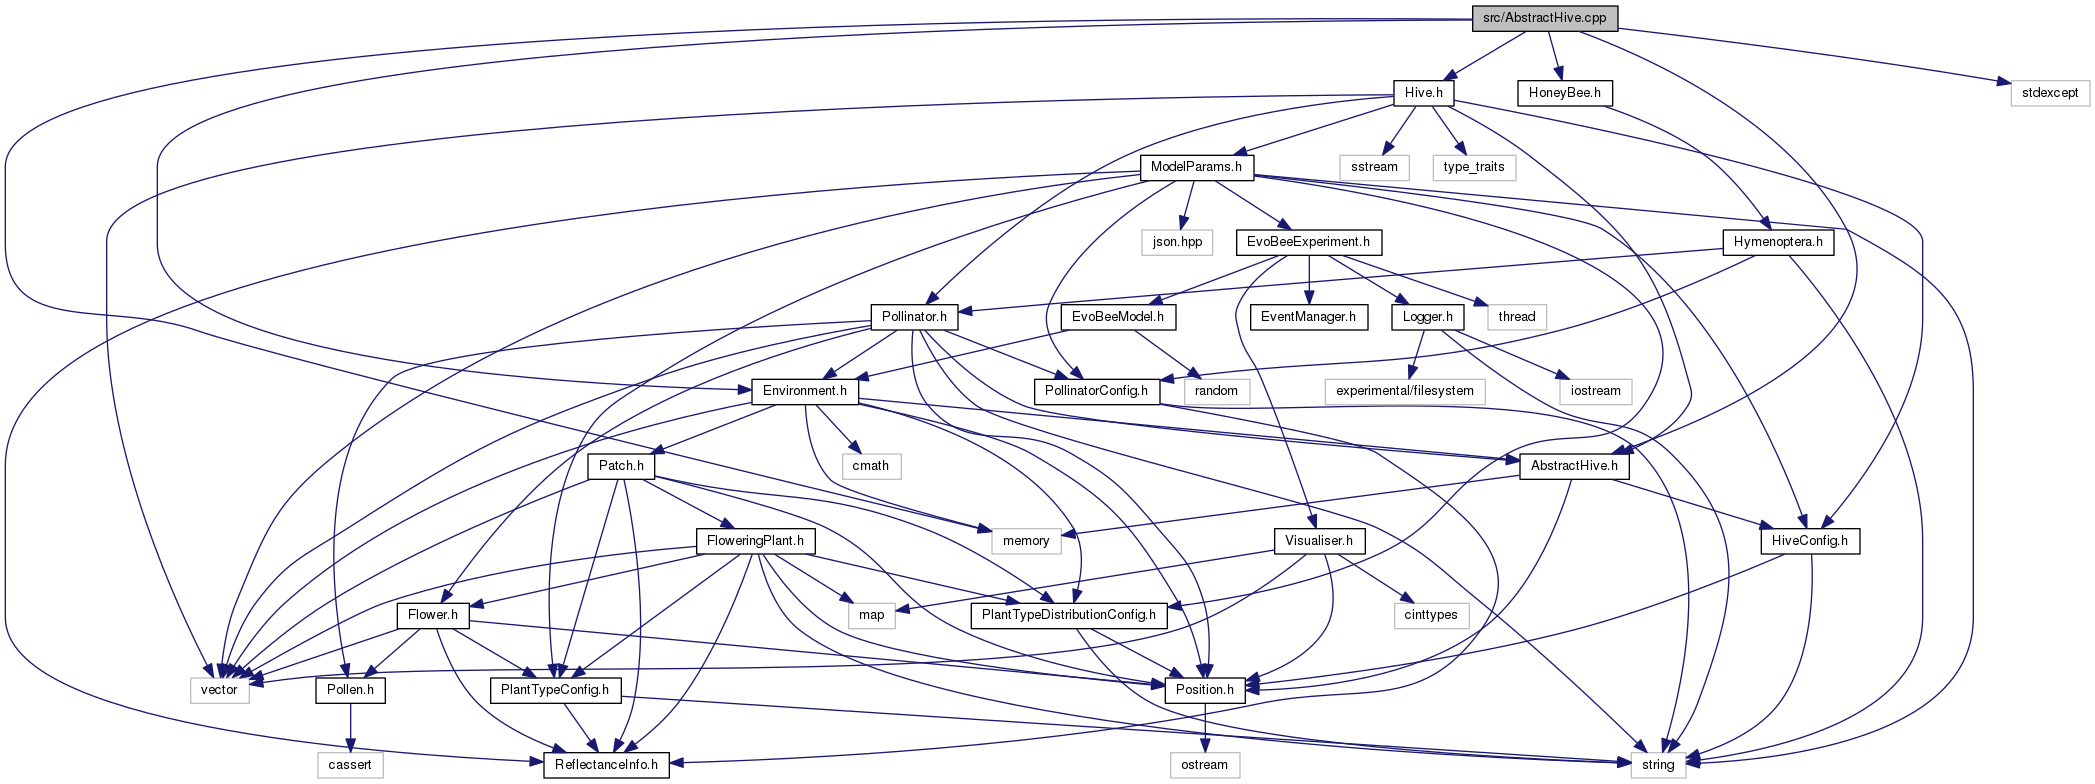 src/AbstractHive.cpp
Hive.h
HoneyBee.h
stdexcept
ModelParams.h
sstream
type_traits
json.hpp
EvoBeeExperiment.h
Hymenoptera.h
Pollinator.h
EvoBeeModel.h
EventManager.h
Logger.h
thread
Environment.h
PollinatorConfig.h
random
experimental/filesystem
iostream
Patch.h
cmath
AbstractHive.h
FloweringPlant.h
memory
Visualiser.h
HiveConfig.h
Flower.h
map
PlantTypeDistributionConfig.h
cinttypes
vector
Pollen.h
PlantTypeConfig.h
Position.h
cassert
ReflectanceInfo.h
ostream
string